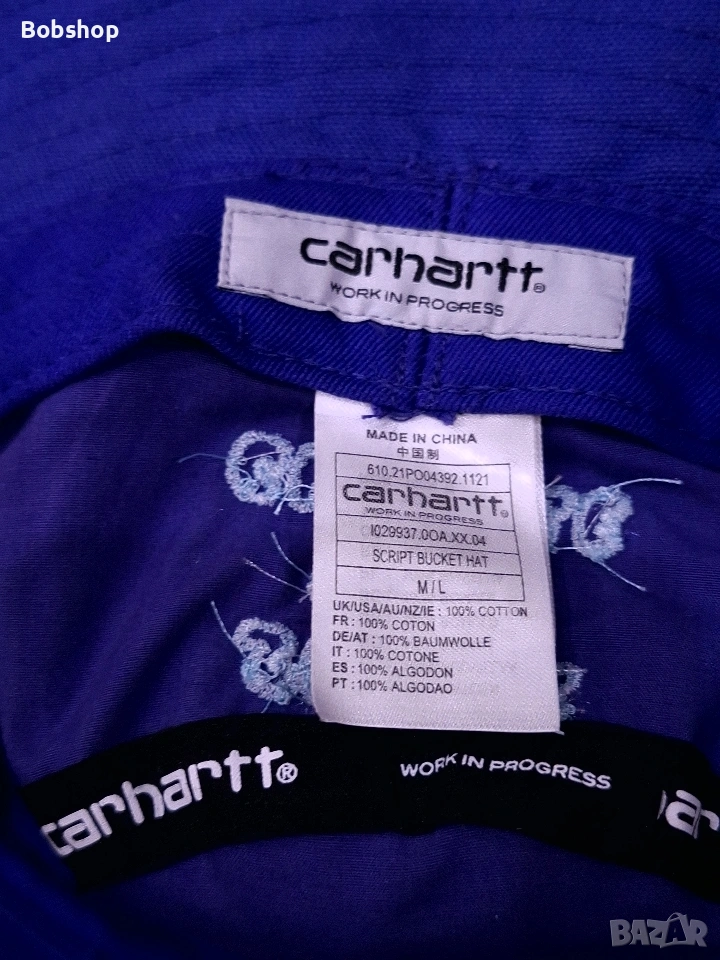 Bobshop
carhartt®
WORK IN PROGRESS
MADE IN CHINA
中国制
610.21PO04392.1121
carhartt®
WORK IN PROGRESS
I029937.0OA.XX.04
SCRIPT BUCKET HAT
M / L
UK/USA/AU/NZ/IE : 100% COTTON
FR : 100% COTON
DE/AT : 100% BAUMWOLLE
IT : 100% COTONE
ES : 100% ALGODON
PT : 100% ALGODAO
carhartt® WORK IN PROGRESS car
BAZAR